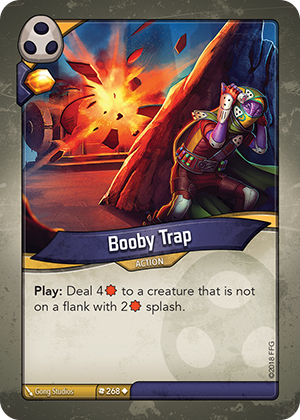 Booby Trap
ACTION
Play: Deal 4 to a creature that is not
on a flank with 2 splash.
©2018 FFG
Gong Studios
268